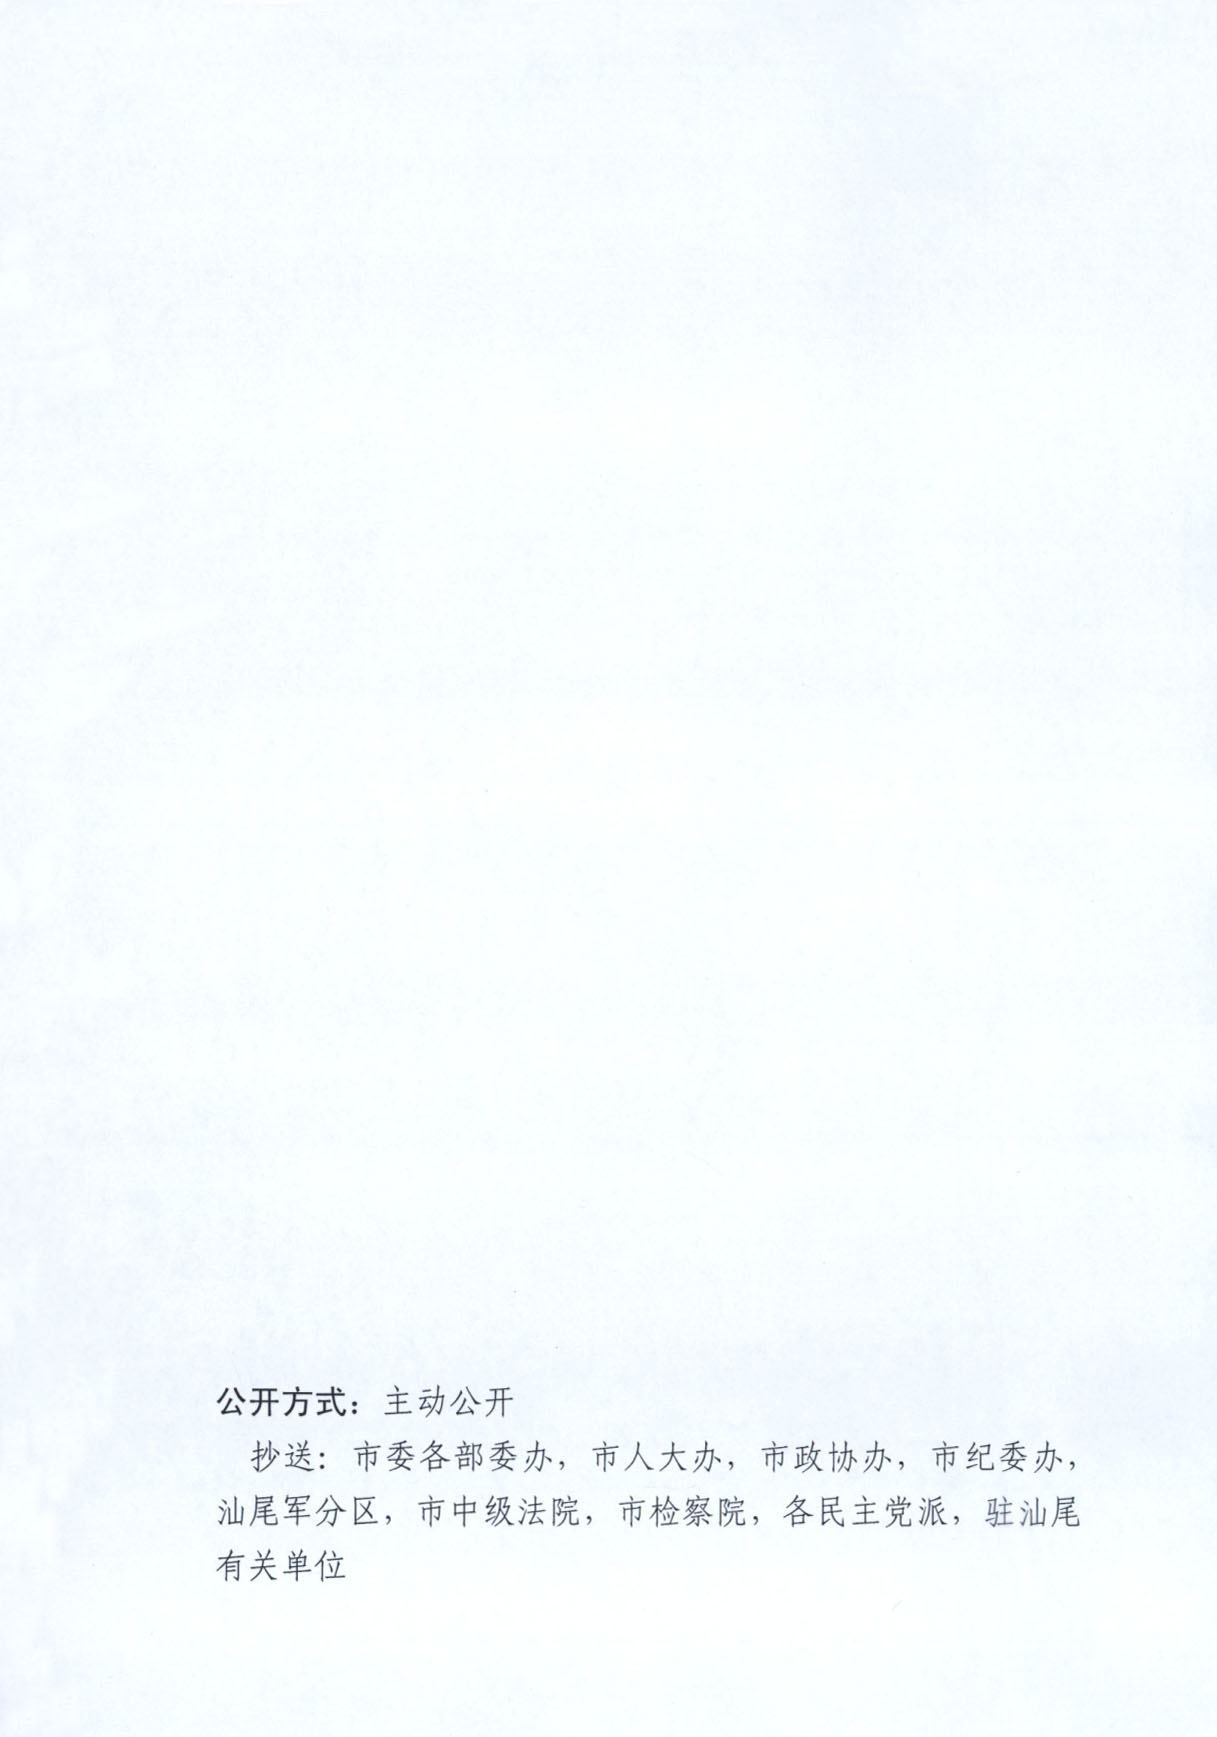 公开方式：主动公开
抄送：市委各部委办，市人大办，市政协办，市纪委办，
汕尾军分区，市中级法院，市检察院，各民主党派，驻汕尾
有关单位